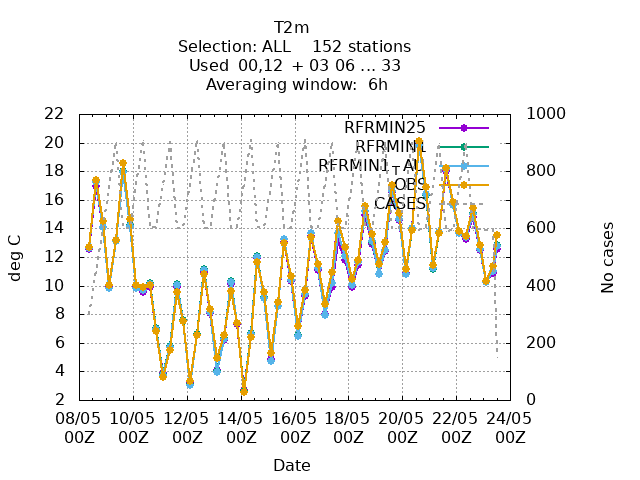 T2m
Selection: ALL    152 stations
Used  00,12  + 03 06 ... 33
Averaging window:  6h
22 1000
RFRMIN25
20 RFRMIN1 800
18 RFRMIN1_AL
16 OBS
14 CASES 600
12
10 400
8
6 200
4
2 0
deg C
No cases
08/05 10/05 12/05 14/05 16/05 18/05 20/05 22/05 24/05
00Z 00Z 00Z 00Z 00Z 00Z 00Z 00Z 00Z
Date